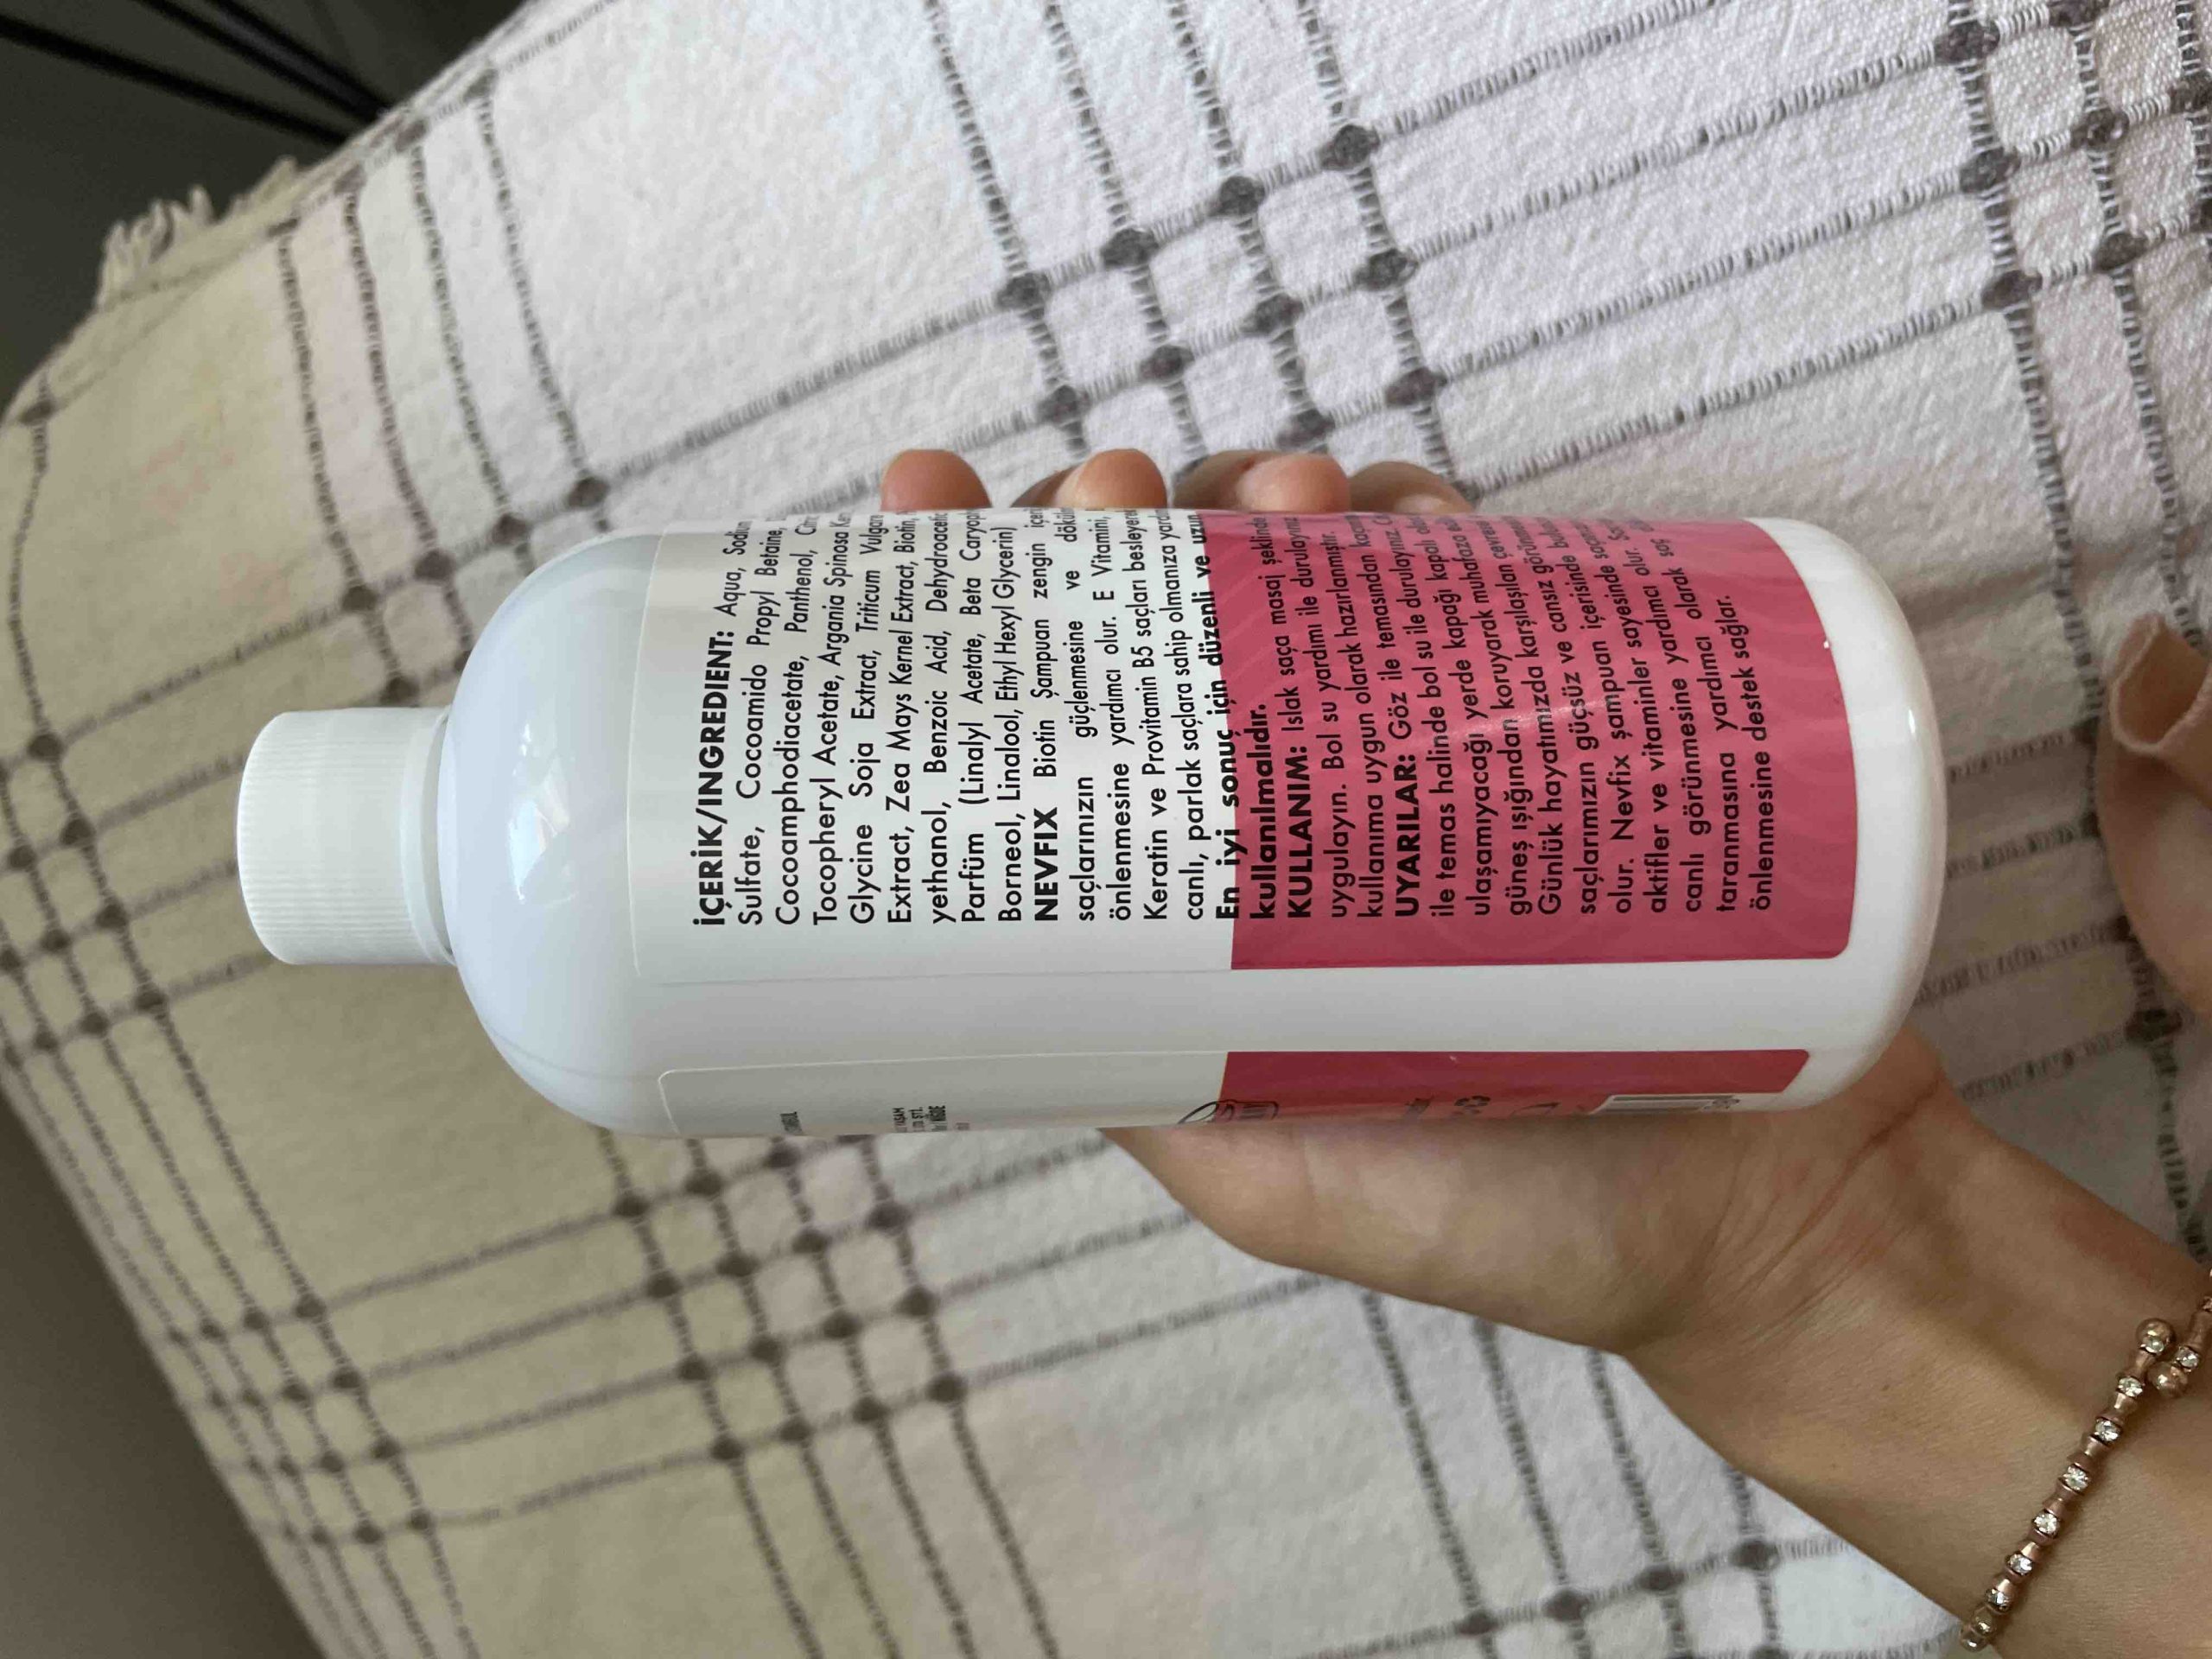 İÇERİK/INGREDIENT: Aqua,
Sulfate, Cocoamido Propyl Betaine,
Cocoamphodiacetate, Panthenol,
Tocopheryl Acetate, Argania Spinosa
Glycine Soja Extract, Triticum
Extract, Zea Mays Kernel Extract, Biotin,
yethanol, Benzoic Acid,
Parfüm (Linalyl Acetate, Beta
Borneol, Linalool, Ethyl Hexyl Glycerin)
NEVFIX Biotin Şampuan zengin
saçlarınızın güçlenmesine ve
önlenmesine yardımcı olur. E Vitamini,
Keratin ve Provitamin B5 saçları
canlı, parlak saçlara sahip olmanıza
En iyi sonuç için düzenli ve uzun
kullanılmalıdır.
KULLANIM: Islak saça masaj şeklinde
uygulayın. Bol su yardımı ile durulayınız.
kullanıma uygun olarak hazırlanmıştır.
UYARILAR: Göz ile temasından
ile temas halinde bol su ile durulayınız.
ulaşamıyacağı yerde kapağı kapalı
güneş ışığından koruyarak muhafaza
Günlük hayatımızda karşılaşılan
saçlarımızın güçsüz ve cansız
olur. Nevfix şampuan içerisinde
aktifler ve vitaminler sayesinde
canlı görünmesine yardımcı olur.
taranmasına yardımcı olarak saç
önlenmesine destek sağlar.